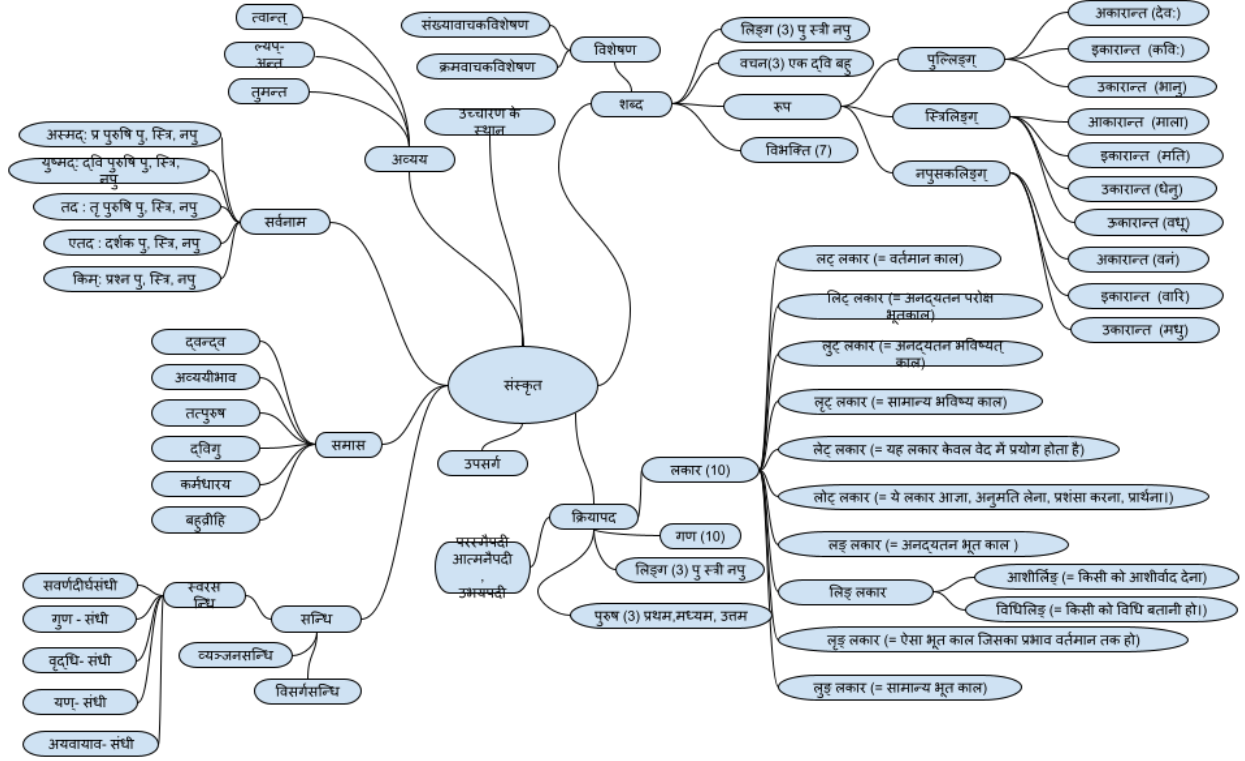 संस्कृत
अव्यय
त्वान्त्
ल्यप्-
अन्त
तुमन्त
उच्चारण के
स्थान
शब्द
विशेषण
संख्यावाचकविशेषण
क्रमवाचकविशेषण
लिङ्ग (3) पु स्त्री नपु
वचन(3) एक द्वि बहु
रूप
पुल्लिङ्ग्
अकारान्त (देव:)
इकारान्त (कवि:)
उकारान्त (भानु)
स्त्रिलिङ्ग्
आकारान्त (माला)
इकारान्त (मति)
उकारान्त (धेनु)
ऊकारान्त (वधू)
नपुसकलिङ्ग्
अकारान्त (वनं)
इकारान्त (वारि)
उकारान्त (मधु)
विभक्ति (7)
सर्वनाम
अस्मद्: प्र पुरुषि पु, स्त्रि, नपु
युष्मद्: द्वि पुरुषि पु, स्त्रि,
नपु
तद : तृ पुरुषि पु, स्त्रि, नपु
एतद : दर्शक पु, स्त्रि, नपु
किम्: प्रश्न पु, स्त्रि, नपु
समास
द्वन्द्व
अव्ययीभाव
तत्पुरुष
द्विगु
कर्मधारय
बहुव्रीहि
उपसर्ग
सन्धि
स्वरस
न्धि
सवर्णदीर्घसंधी
गुण - संधी
वृद्धि- संधी
यण्- संधी
अयवायाव- संधी
व्यञ्जनसन्धि
विसर्गसन्धि
क्रियापद
परस्मैपदी
आत्मनैपदी
,
उभयपदी
लकार (10)
लट् लकार (= वर्तमान काल)
लिट् लकार (= अनद्यतन परोक्ष
भूतकाल)
लुट् लकार (= अनद्यतन भविष्यत्
काल)
लृट् लकार (= सामान्य भविष्य काल)
लेट् लकार (= यह लकार केवल वेद में प्रयोग होता है)
लोट् लकार (= ये लकार आज्ञा, अनुमति लेना, प्रशंसा करना, प्रार्थना।)
लङ् लकार (= अनद्यतन भूत काल )
लिङ् लकार
आशीर्लिङ् (= किसी को आशीर्वाद देना)
विधिलिङ् (= किसी को विधि बतानी हो।)
लृङ् लकार (= ऐसा भूत काल जिसका प्रभाव वर्तमान तक हो)
लुङ् लकार (= सामान्य भूत काल)
गण (10)
लिङ्ग (3) पु स्त्री नपु
पुरुष (3) प्रथम,मध्यम, उत्तम